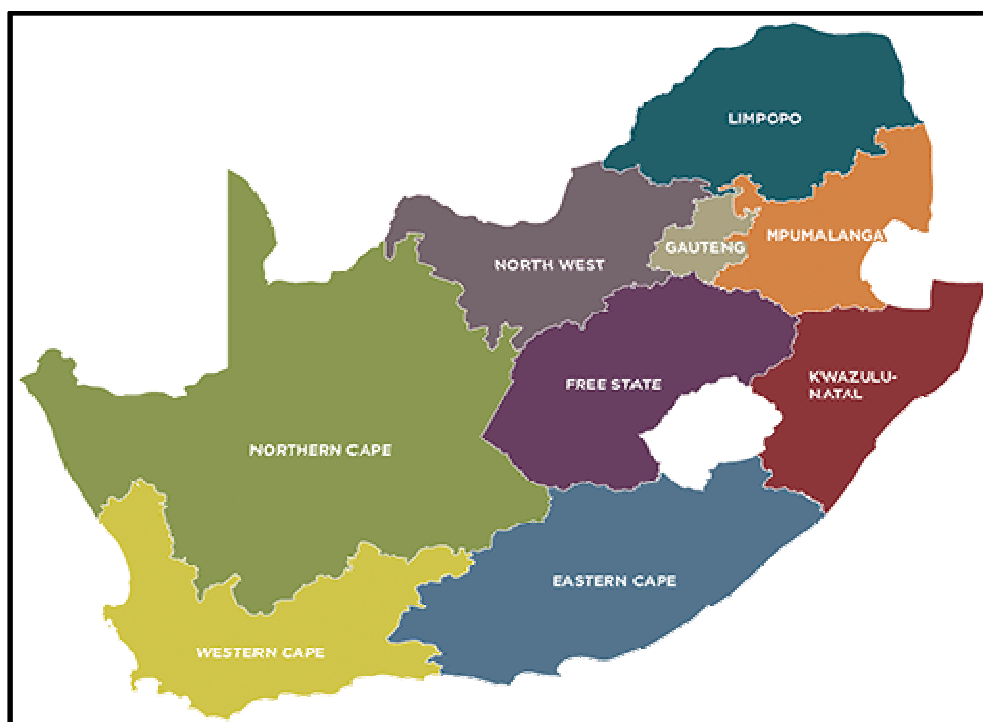 LIMPOPO
MPUMALANGA
GAUTENG
NORTH WEST
FREE STATE
KWAZULU-
NATAL
NORTHERN CAPE
EASTERN CAPE
WESTERN CAPE